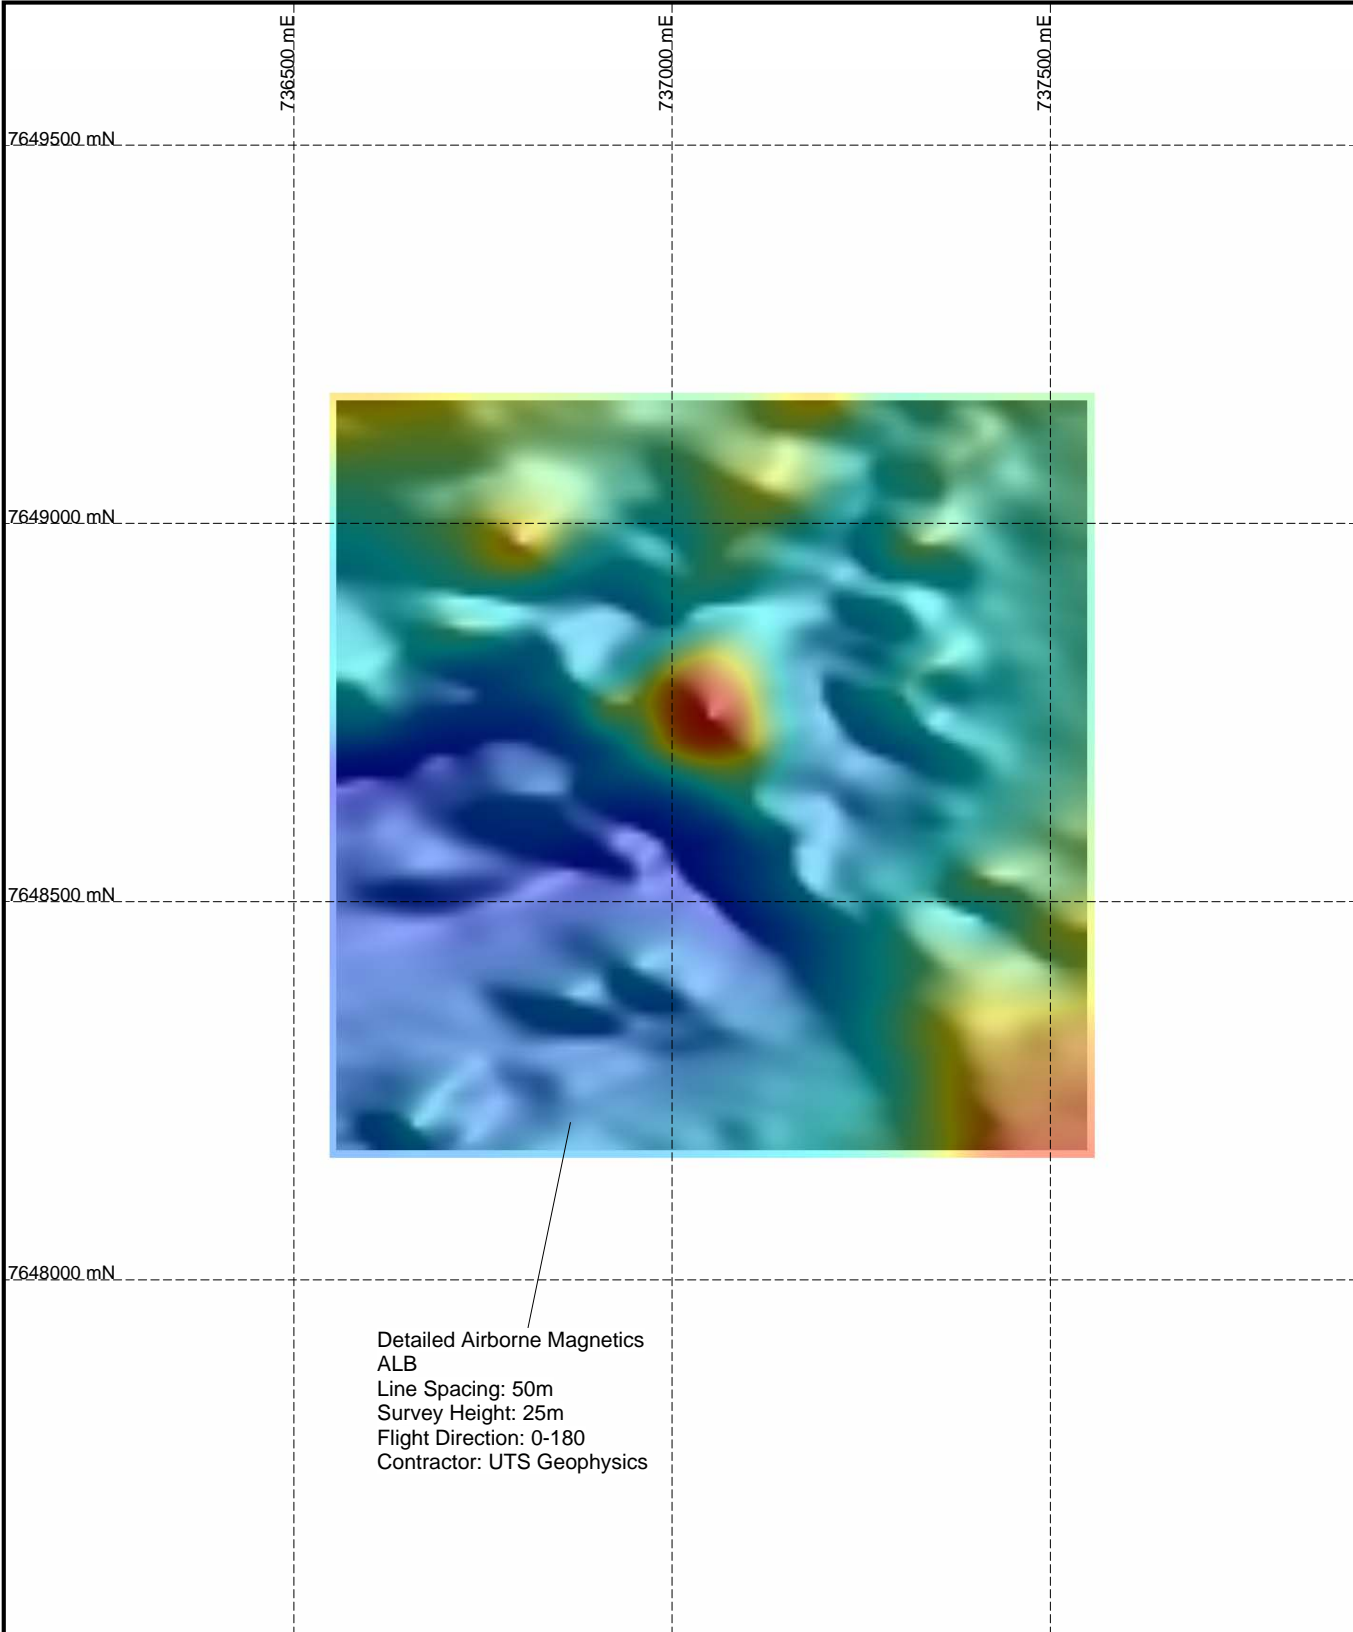 736500 mE
737000 mE
737500 mE
7649500 mN
7649000 mN
7648500 mN
7648000 mN
Detailed Airborne Magnetics
ALB
Line Spacing: 50m
Survey Height: 25m
Flight Direction: 0-180
Contractor: UTS Geophysics